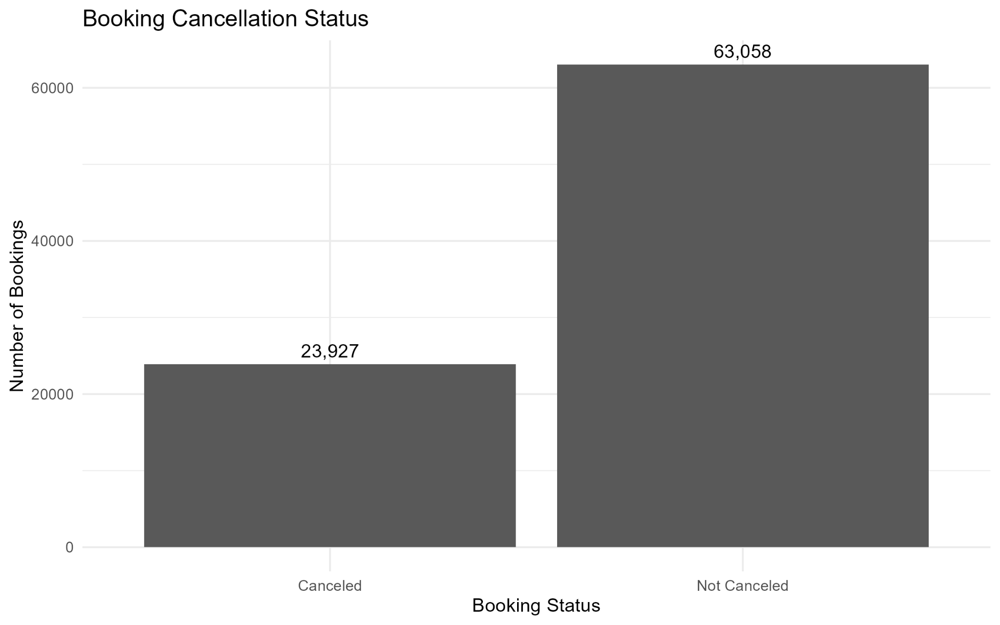 Booking Cancellation Status
63,058
60000
40000
23,927
20000
0
Number of Bookings
Canceled
Not Canceled
Booking Status